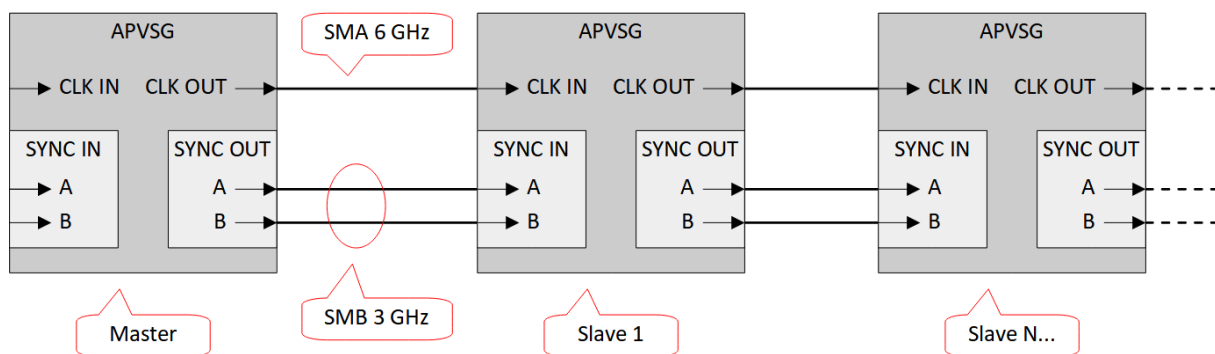 APVSG
SMA 6 GHz
APVSG
APVSG
CLK IN CLK OUT
CLK IN CLK OUT
CLK IN CLK OUT
SYNC IN SYNC OUT
SYNC IN SYNC OUT
SYNC IN SYNC OUT
A A
A A
A A
B B
B B
B B
Master
SMB 3 GHz
Slave 1
Slave N...